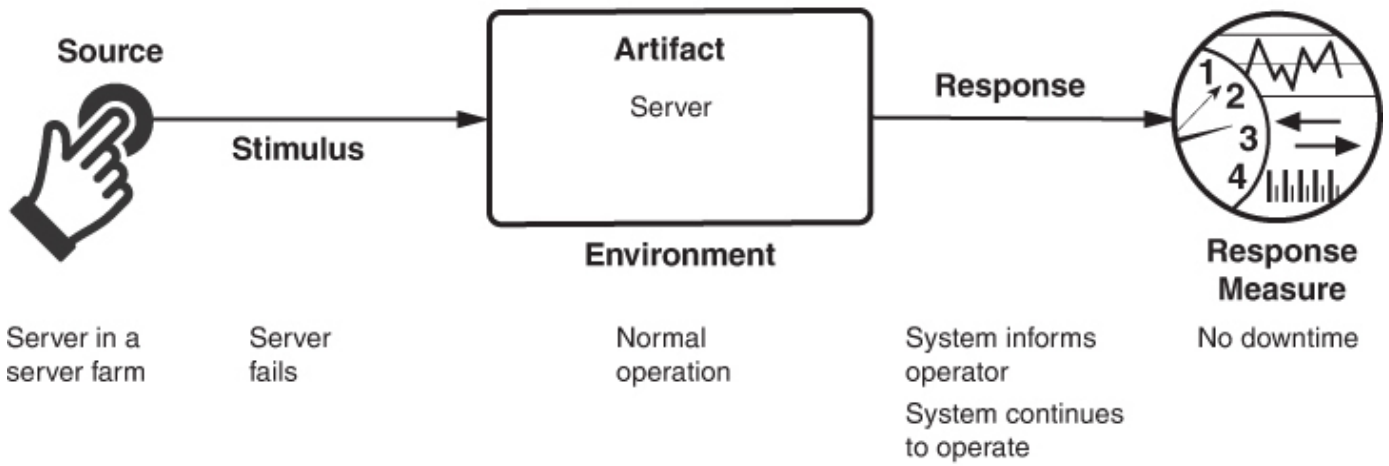 Source
Stimulus
Artifact
Server
Environment
Response
1
2
3
4
Response
Measure
Server in a
server farm
Server
fails
Normal
operation
System informs
operator
System continues
to operate
No downtime